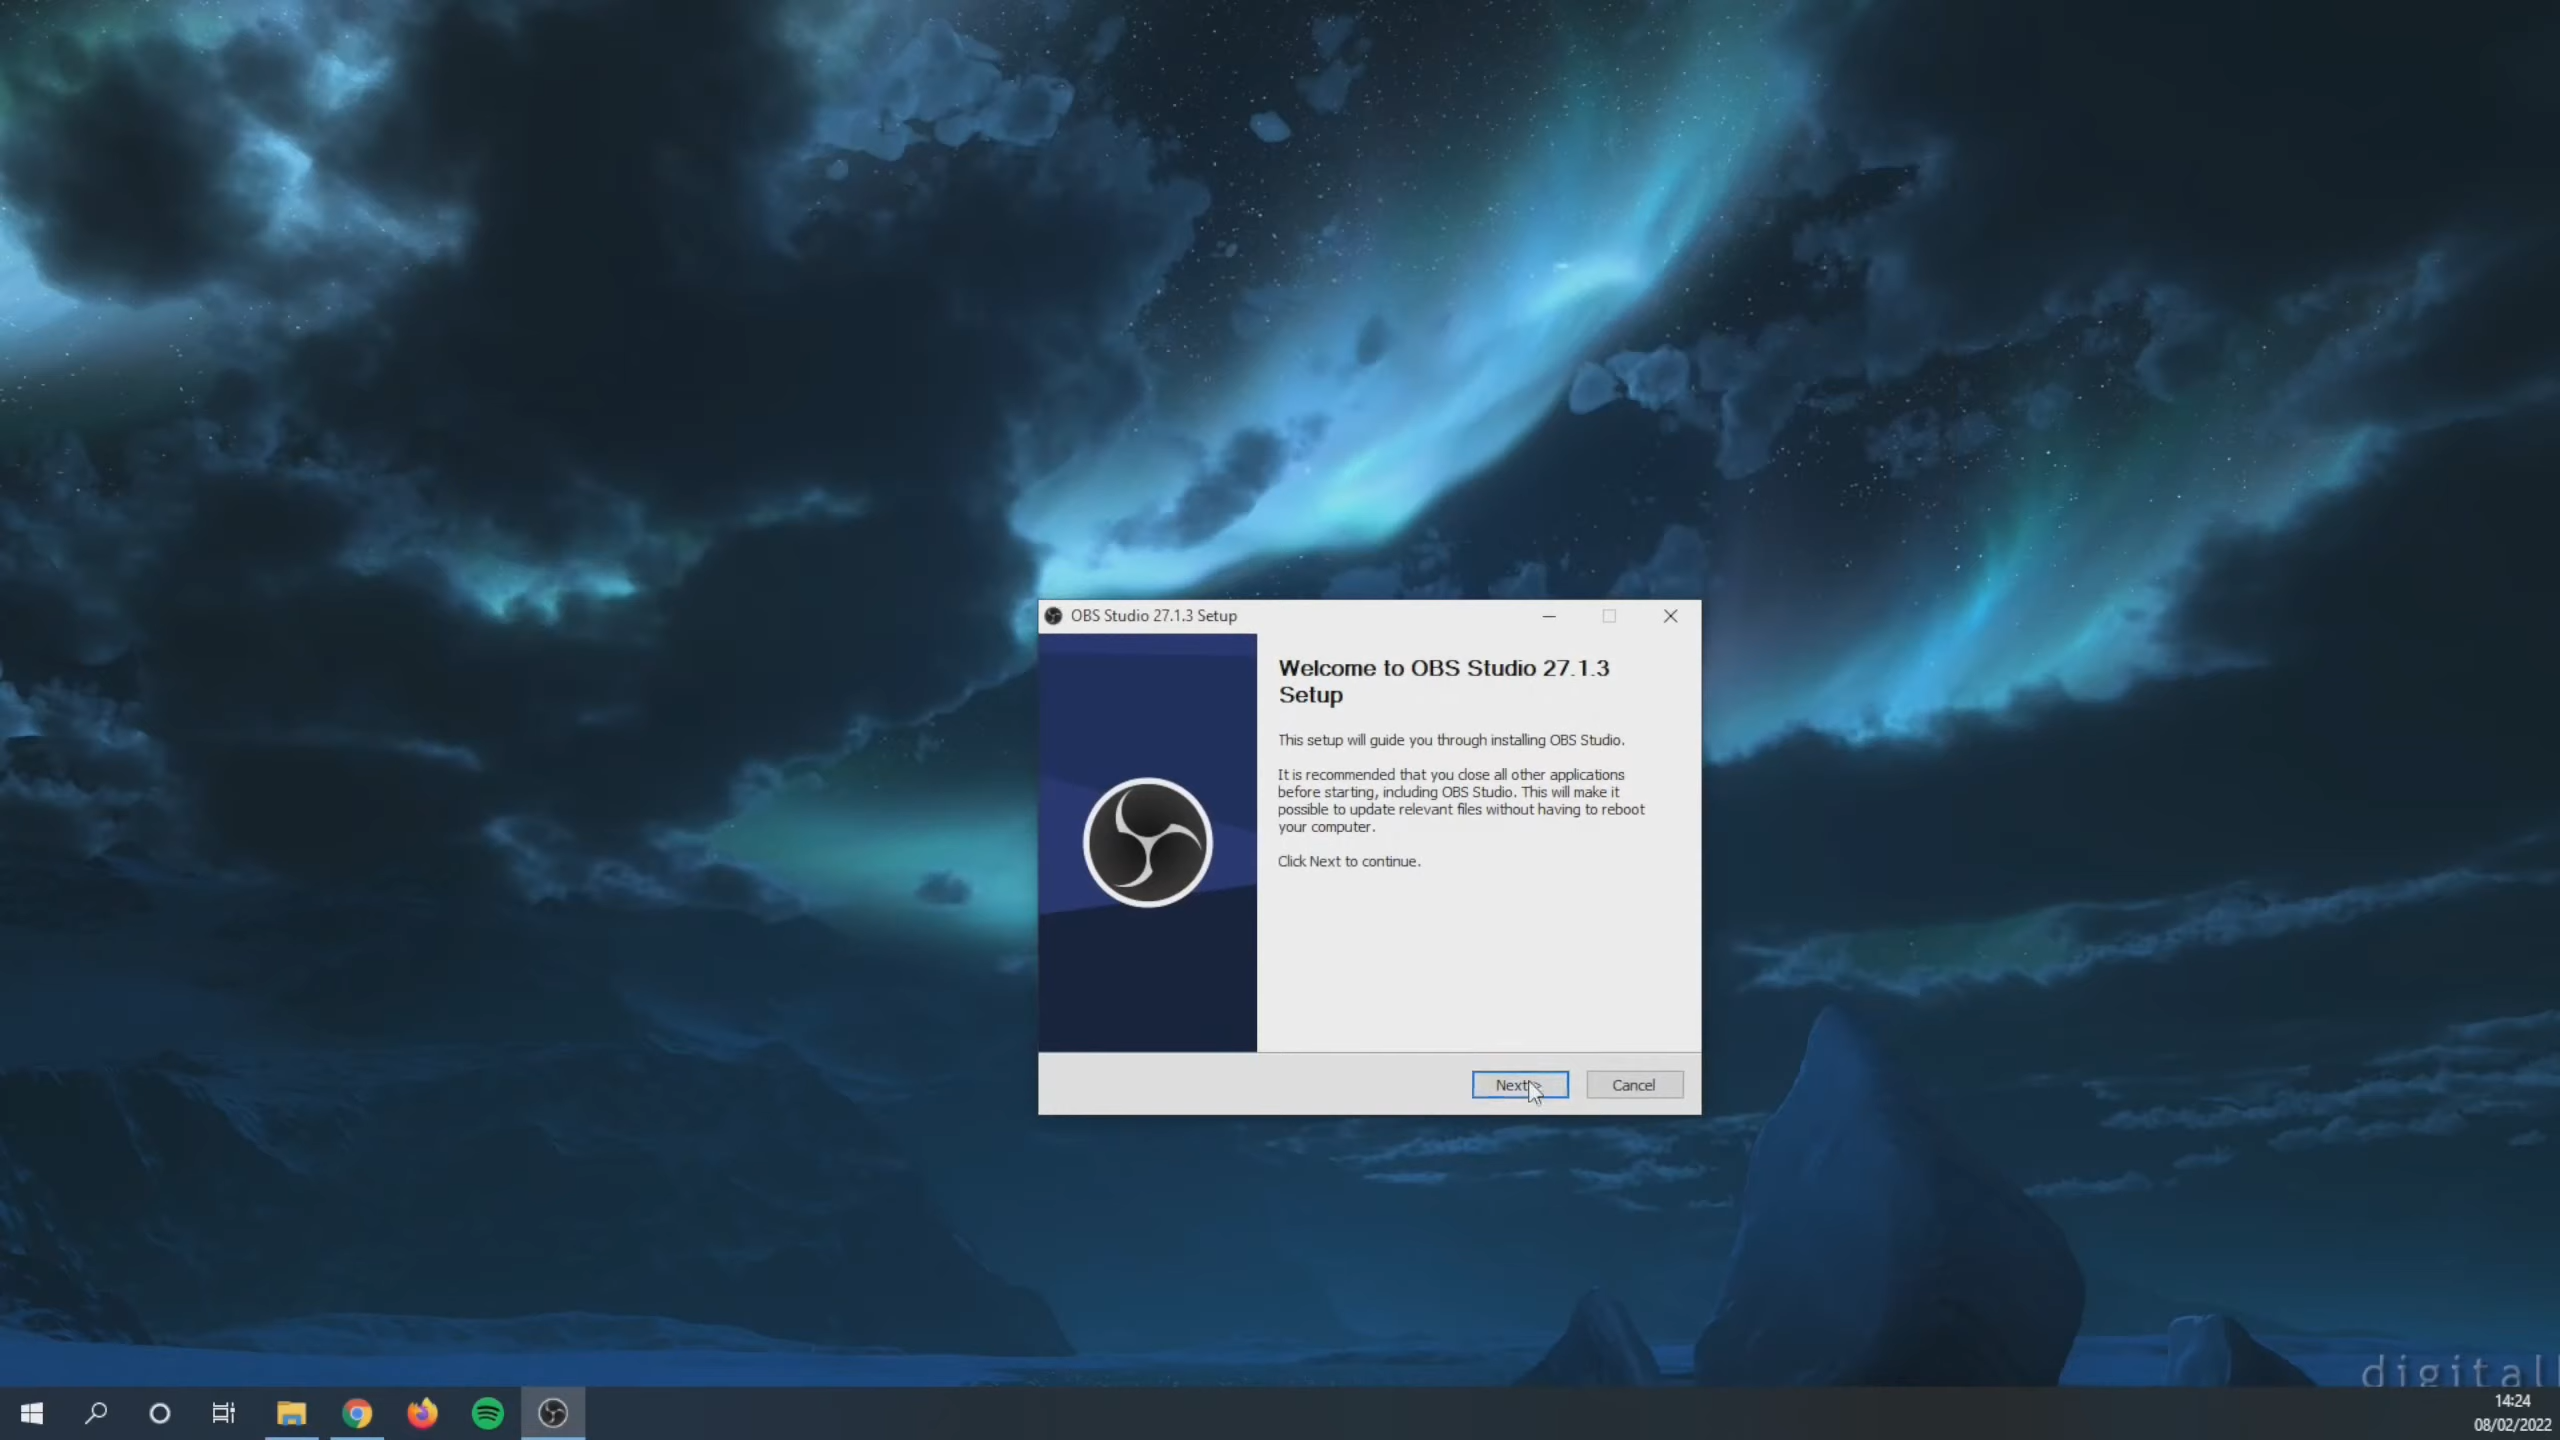 OBS Studio 27.1.3 Setup
Welcome to OBS Studio 27.1.3
Setup
This setup will guide you through installing OBS Studio.
It is recommended that you close all other applications
before starting, including OBS Studio. This will make it
possible to update relevant files without having to reboot
your computer.
Click Next to continue.
Next >
Cancel
digitall
14:24
08/02/2022